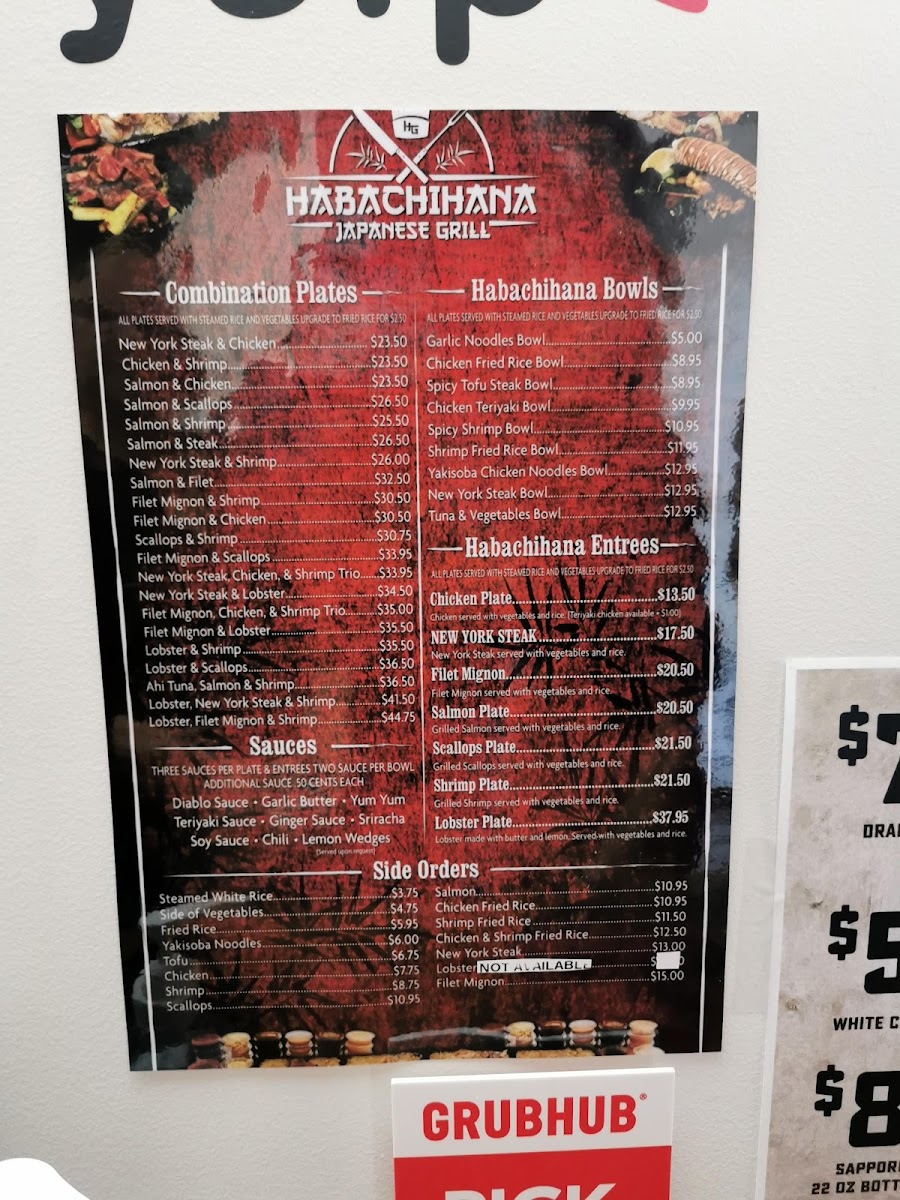 yelp
HG
HABACHIHANA
JAPANESE GRILL
Combination Plates
ALL PLATES SERVED WITH STEAMED RICE AND VEGETABLES UPGRADE TO FRIED RICE FOR $2.50
New York Steak & Chicken $23.50
Chicken & Shrimp $23.50
Salmon & Chicken $23.50
Salmon & Scallops $26.50
Salmon & Shrimp $25.50
Salmon & Steak $26.50
New York Steak & Shrimp $26.00
Salmon & Filet $32.50
Filet Mignon & Shrimp $30.50
Filet Mignon & Chicken $30.50
Scallops & Shrimp $30.75
Filet Mignon & Scallops $33.95
New York Steak, Chicken, & Shrimp Trio $33.95
New York Steak & Lobster $34.50
Filet Mignon, Chicken, & Shrimp Trio $35.00
Filet Mignon & Lobster $35.50
Lobster & Shrimp $35.50
Lobster & Scallops $36.50
Ahi Tuna, Salmon & Shrimp $36.50
Lobster, New York Steak & Shrimp $41.50
Lobster, Filet Mignon & Shrimp $44.75
Sauces
THREE SAUCES PER PLATE & ENTREES TWO SAUCE PER BOWL
ADDITIONAL SAUCE .50 CENTS EACH
Diablo Sauce • Garlic Butter • Yum Yum
Teriyaki Sauce • Ginger Sauce • Sriracha
Soy Sauce • Chili • Lemon Wedges
(Served upon request)
Habachihana Bowls
ALL PLATES SERVED WITH STEAMED RICE AND VEGETABLES UPGRADE TO FRIED RICE FOR $2.50
Garlic Noodles Bowl $5.00
Chicken Fried Rice Bowl $8.95
Spicy Tofu Steak Bowl $8.95
Chicken Teriyaki Bowl $9.95
Spicy Shrimp Bowl $10.95
Shrimp Fried Rice Bowl $11.95
Yakisoba Chicken Noodles Bowl $12.95
New York Steak Bowl $12.95
Tuna & Vegetables Bowl $12.95
Habachihana Entrees
ALL PLATES SERVED WITH STEAMED RICE AND VEGETABLES UPGRADE TO FRIED RICE FOR $2.50
Chicken Plate $13.50
Chicken served with vegetables and rice. (Teriyaki chicken available + $1.00)
NEW YORK STEAK $17.50
New York Steak served with vegetables and rice.
Filet Mignon $20.50
Filet Mignon served with vegetables and rice.
Salmon Plate $20.50
Grilled Salmon served with vegetables and rice.
Scallops Plate $21.50
Grilled Scallops served with vegetables and rice.
Shrimp Plate $21.50
Grilled Shrimp served with vegetables and rice.
Lobster Plate $37.95
Lobster made with butter and lemon. Served with vegetables and rice.
Side Orders
Steamed White Rice $3.75
Side of Vegetables $4.75
Fried Rice $5.95
Yakisoba Noodles $6.00
Tofu $6.75
Chicken $7.75
Shrimp $8.75
Scallops $10.95
Salmon $10.95
Chicken Fried Rice $10.95
Shrimp Fried Rice $11.50
Chicken & Shrimp Fried Rice $12.50
New York Steak $13.00
Lobster NOT AVAILABLE $
Filet Mignon $15.00
GRUBHUB®
PICK
$7
$5
WHITE C
$8
22 OZ BOTT